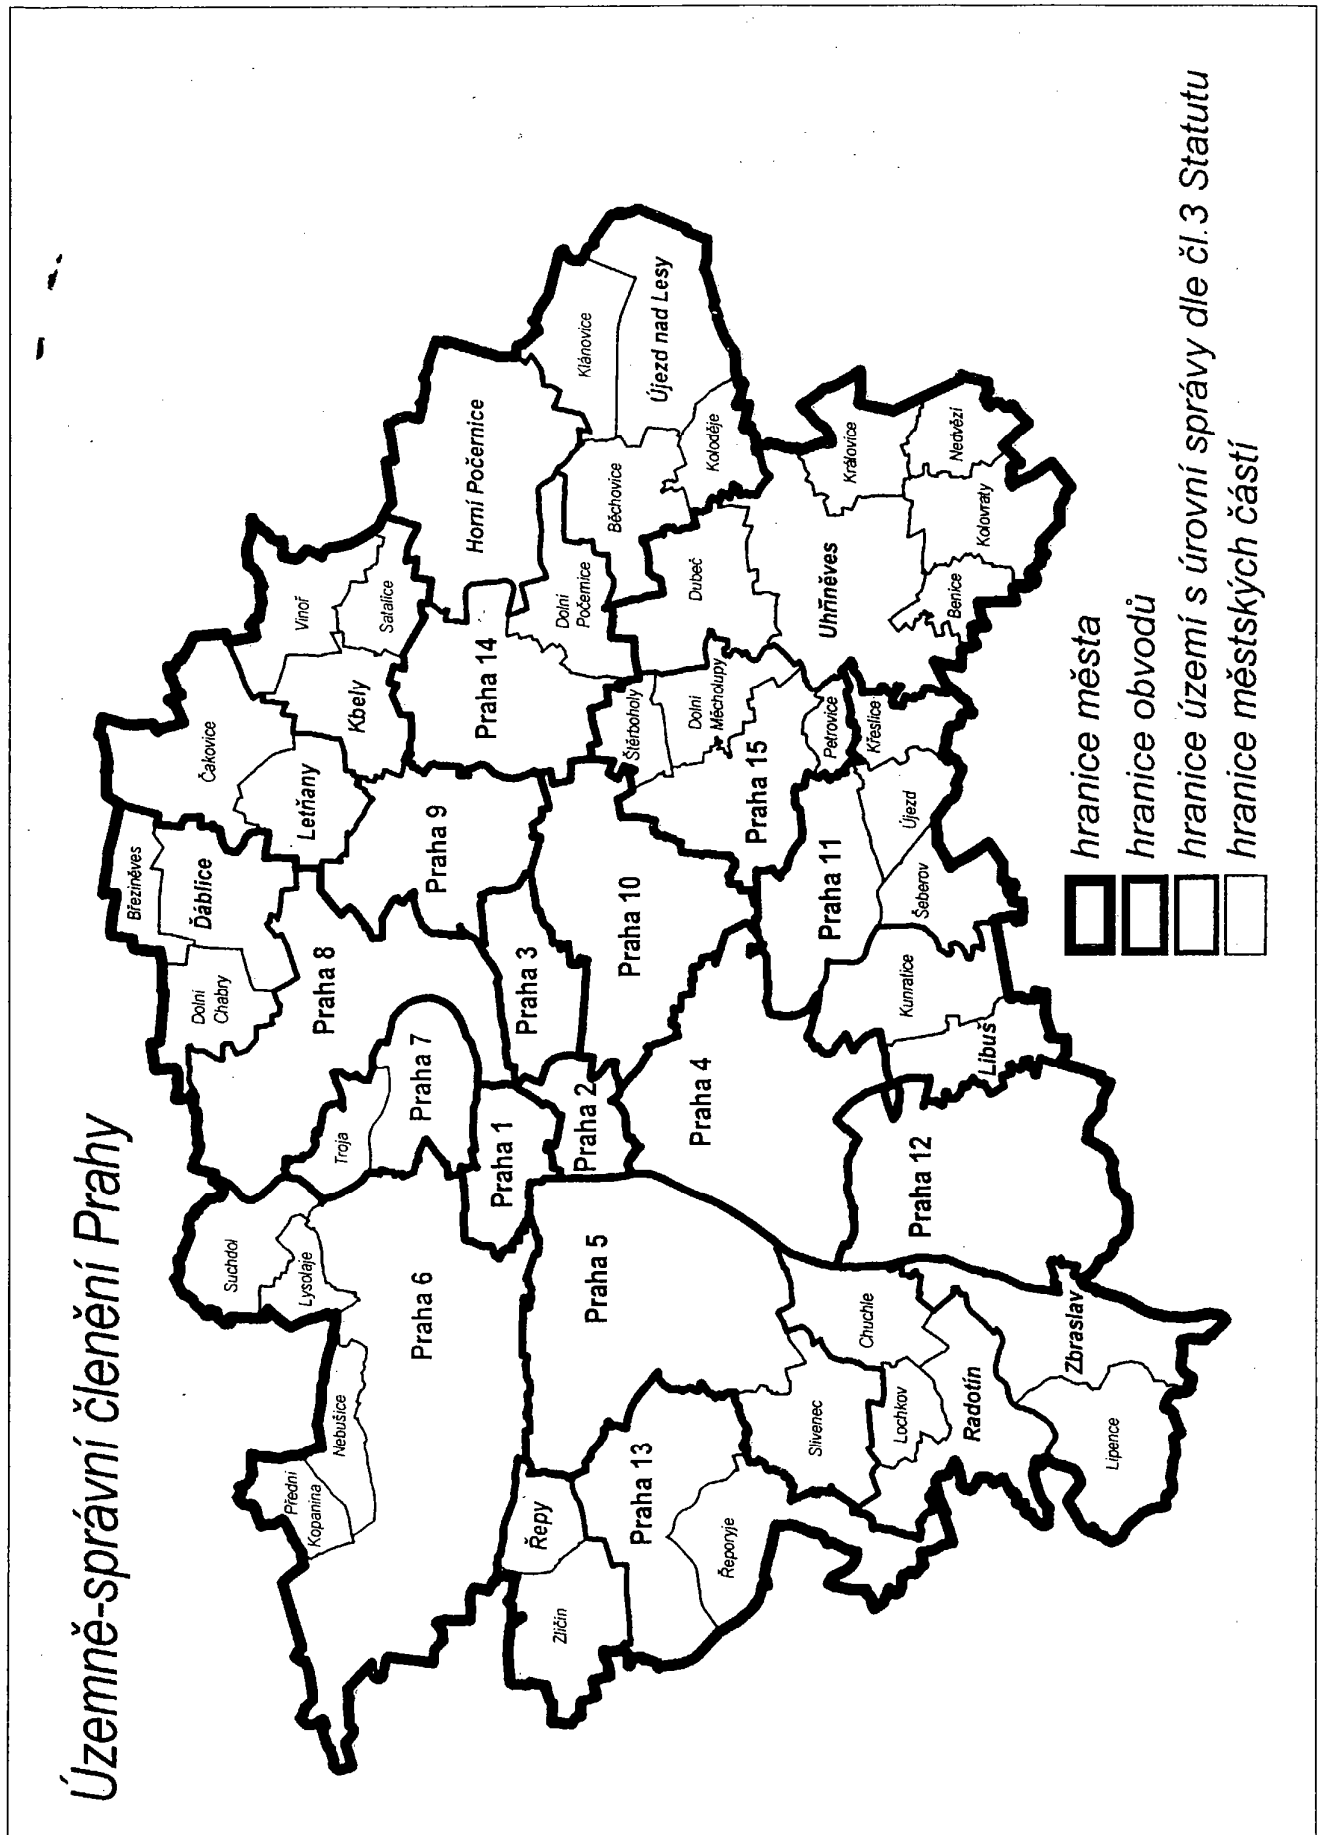 Územně-správní členění Prahy
Suchdol
Lysolaje
Přední
Kopanina
Nebušice
Praha 6
Troja
Praha 7
Dolní
Chabry
Březiněves
Ďáblice
Praha 8
Čakovice
Letňany
Vinoř
Satalice
Kbely
Praha 9
Praha 14
Horní Počernice
Dolní
Počernice
Klánovice
Běchovice
Újezd nad Lesy
Koloděje
Praha 1
Praha 2
Praha 3
Praha 10
Štěrboholy
Dolní
Měcholupy
Dubeč
Praha 15
Petrovice
Uhříněves
Královice
Nedvězí
Kolovraty
Benice
Křeslice
Praha 4
Praha 11
Újezd
Šeberov
Kunratice
Libuš
Praha 12
Praha 5
Řepy
Zličín
Praha 13
Řeporyje
Slivenec
Chuchle
Lochkov
Radotín
Zbraslav
Lipence
hranice města
hranice obvodů
hranice území s úrovní správy dle čl.3 Statutu
hranice městských částí